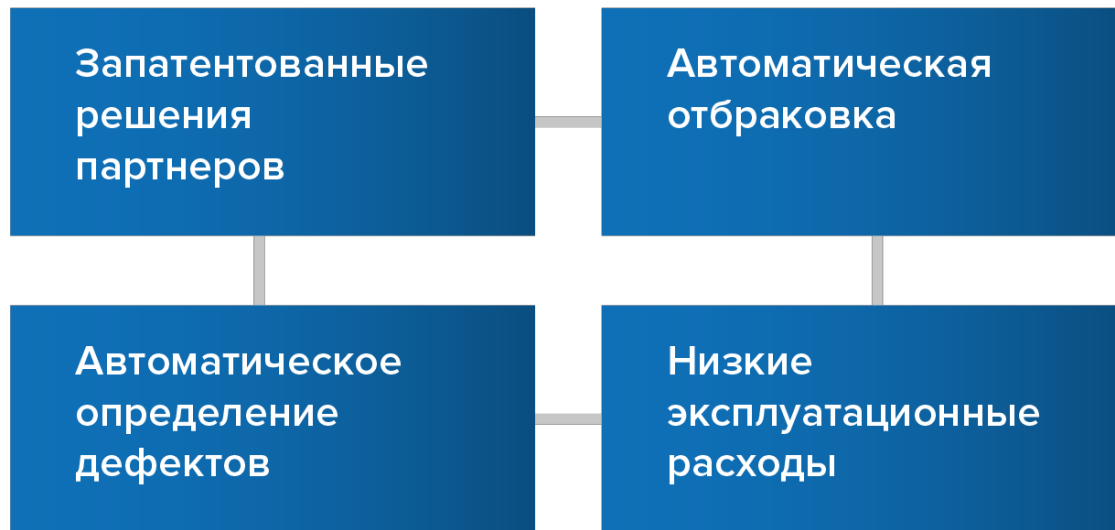 Запатентованные
решения
партнеров
Автоматическая
отбраковка
Автоматическое
определение
дефектов
Низкие
эксплуатационные
расходы